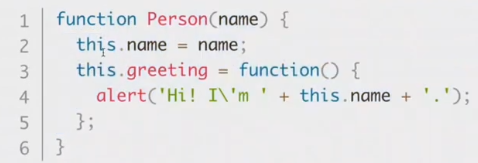 1 function Person(name) {
2   this.name = name;
3   this.greeting = function() {
4     alert('Hi! I\'m ' + this.name + '.');
5   };
6 }